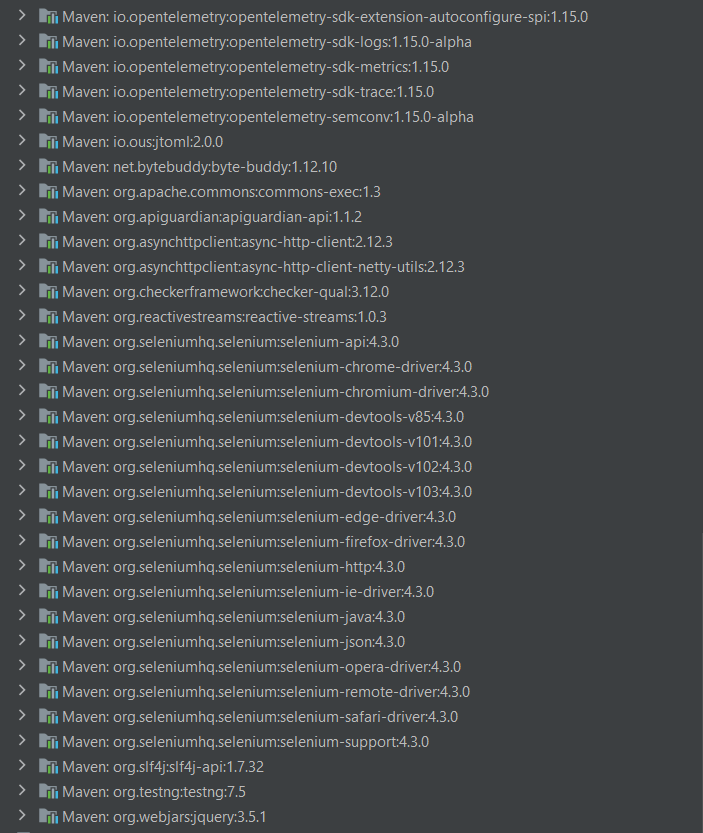 Maven: io.opentelemetry:opentelemetry-sdk-extension-autoconfigure-spi:1.15.0
Maven: io.opentelemetry:opentelemetry-sdk-logs:1.15.0-alpha
Maven: io.opentelemetry:opentelemetry-sdk-metrics:1.15.0
Maven: io.opentelemetry:opentelemetry-sdk-trace:1.15.0
Maven: io.opentelemetry:opentelemetry-semconv:1.15.0-alpha
Maven: io.ous:jtoml:2.0.0
Maven: net.bytebuddy:byte-buddy:1.12.10
Maven: org.apache.commons:commons-exec:1.3
Maven: org.apiguardian:apiguardian-api:1.1.2
Maven: org.asynchttpclient:async-http-client:2.12.3
Maven: org.asynchttpclient:async-http-client-netty-utils:2.12.3
Maven: org.checkerframework:checker-qual:3.12.0
Maven: org.reactivestreams:reactive-streams:1.0.3
Maven: org.seleniumhq.selenium:selenium-api:4.3.0
Maven: org.seleniumhq.selenium:selenium-chrome-driver:4.3.0
Maven: org.seleniumhq.selenium:selenium-chromium-driver:4.3.0
Maven: org.seleniumhq.selenium:selenium-devtools-v85:4.3.0
Maven: org.seleniumhq.selenium:selenium-devtools-v101:4.3.0
Maven: org.seleniumhq.selenium:selenium-devtools-v102:4.3.0
Maven: org.seleniumhq.selenium:selenium-devtools-v103:4.3.0
Maven: org.seleniumhq.selenium:selenium-edge-driver:4.3.0
Maven: org.seleniumhq.selenium:selenium-firefox-driver:4.3.0
Maven: org.seleniumhq.selenium:selenium-http:4.3.0
Maven: org.seleniumhq.selenium:selenium-ie-driver:4.3.0
Maven: org.seleniumhq.selenium:selenium-java:4.3.0
Maven: org.seleniumhq.selenium:selenium-json:4.3.0
Maven: org.seleniumhq.selenium:selenium-opera-driver:4.3.0
Maven: org.seleniumhq.selenium:selenium-remote-driver:4.3.0
Maven: org.seleniumhq.selenium:selenium-safari-driver:4.3.0
Maven: org.seleniumhq.selenium:selenium-support:4.3.0
Maven: org.slf4j:slf4j-api:1.7.32
Maven: org.testng:testng:7.5
Maven: org.webjars:jquery:3.5.1